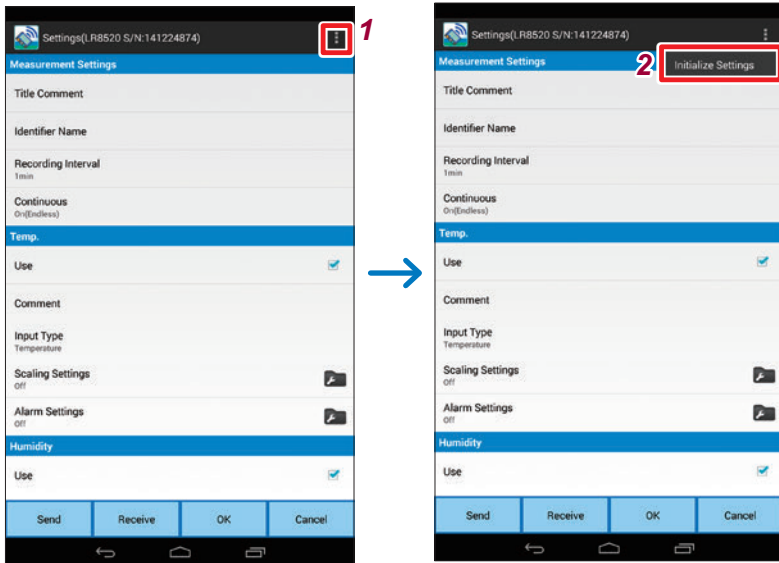 Settings(LR8520 S/N:141224874)
1
Measurement Settings
Title Comment
Identifier Name
Recording Interval
1min
Continuous
On(Endless)
Temp.
Use
Comment
Input Type
Temperature
Scaling Settings
Off
Alarm Settings
Off
Humidity
Use
Send Receive OK Cancel
Settings(LR8520 S/N:141224874)
Measurement Settings
2 Initialize Settings
Title Comment
Identifier Name
Recording Interval
1min
Continuous
On(Endless)
Temp.
Use
Comment
Input Type
Temperature
Scaling Settings
Off
Alarm Settings
Off
Humidity
Use
Send Receive OK Cancel